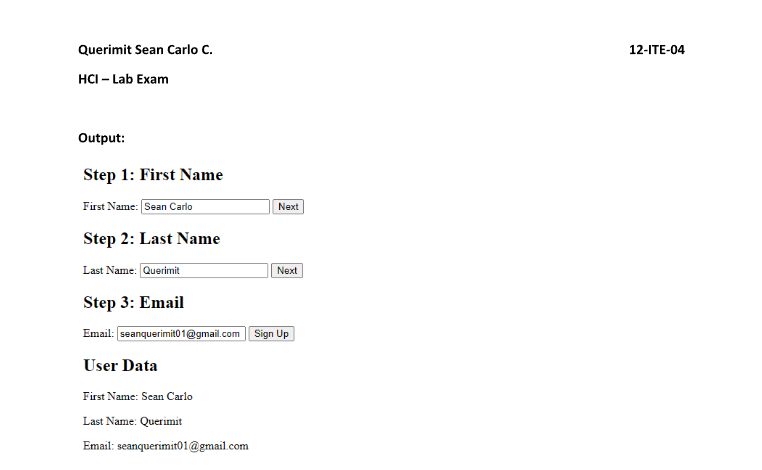 Querimit Sean Carlo C. 12-ITE-04
HCI – Lab Exam
Output:
Step 1: First Name
First Name: Sean Carlo Next
Step 2: Last Name
Last Name: Querimit Next
Step 3: Email
Email: seanquerimit01@gmail.com Sign Up
User Data
First Name: Sean Carlo
Last Name: Querimit
Email: seanquerimit01@gmail.com